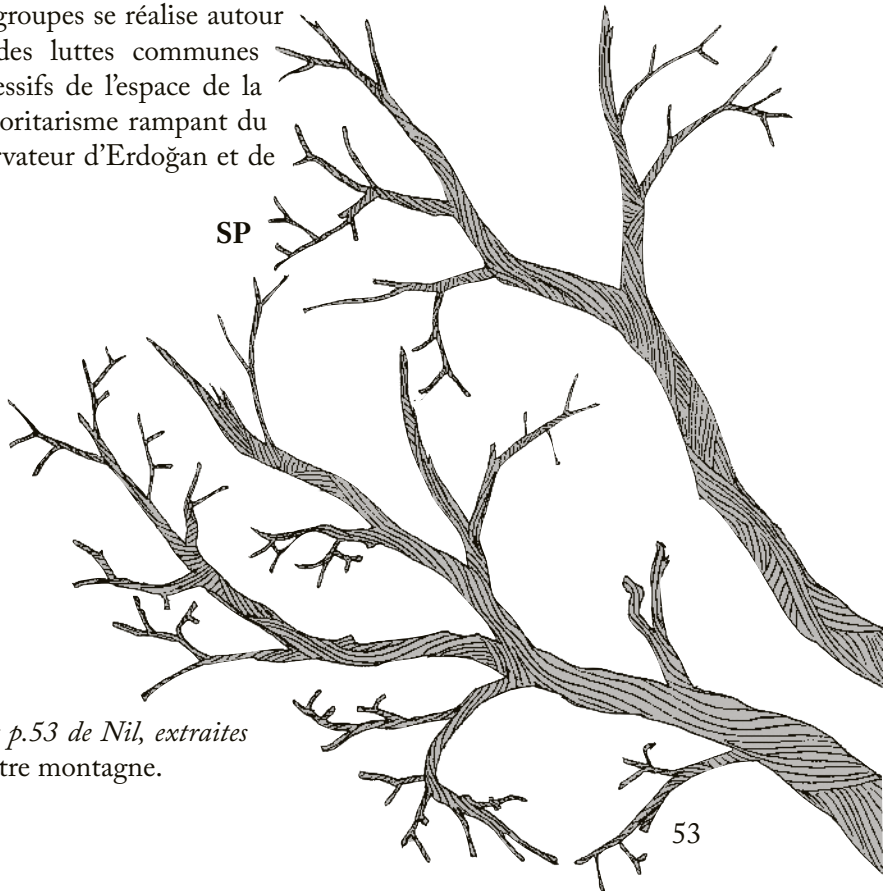 groupes se réalise autour
des luttes communes
essifs de l’espace de la
oritarisme rampant du
rvateur d’Erdoğan et de
SP
p.53 de Nil, extraites
tre montagne.
53